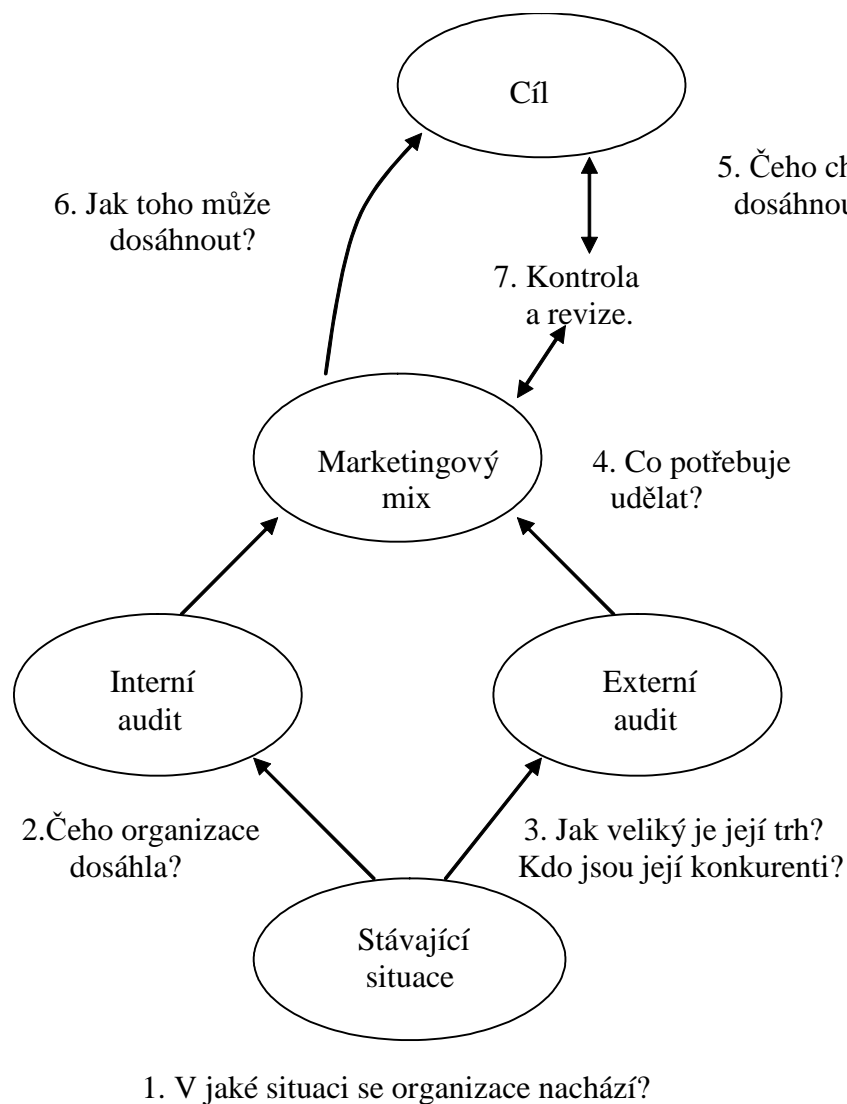 Cíl
5. Čeho
6. Jak toho může
dosáhnout?
7. Kontrola
a revize.
Marketingový
mix
4. Co potřebuje
udělat?
Interní
audit
Externí
audit
2.Čeho organizace
dosáhla?
3. Jak veliký je její trh?
Kdo jsou její konkurenti?
Stávající
situace
1. V jaké situaci se organizace nachází?